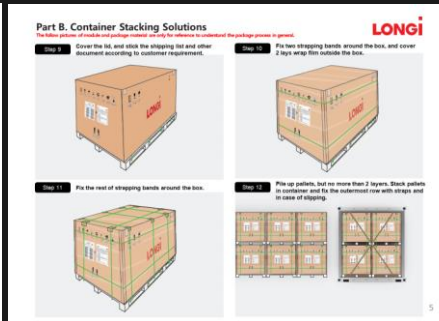 Part B. Container Stacking Solutions
LONGi
The follow pictures of module and package material are only for reference to understand the package process in general.
Step 9
Cover the lid, and stick the shipping list and other
document according to customer requirement.
Step 10
Fix two strapping bands around the box, and cover
2 lays wrap film outside the box.
LONGi
LONGi
Step 11
Fix the rest of strapping bands around the box.
Step 12
Pile up pallets, but no more than 2 layers. Stack pallets
in container and fix the outermost row with straps and
in case of slipping.
LONGi
5